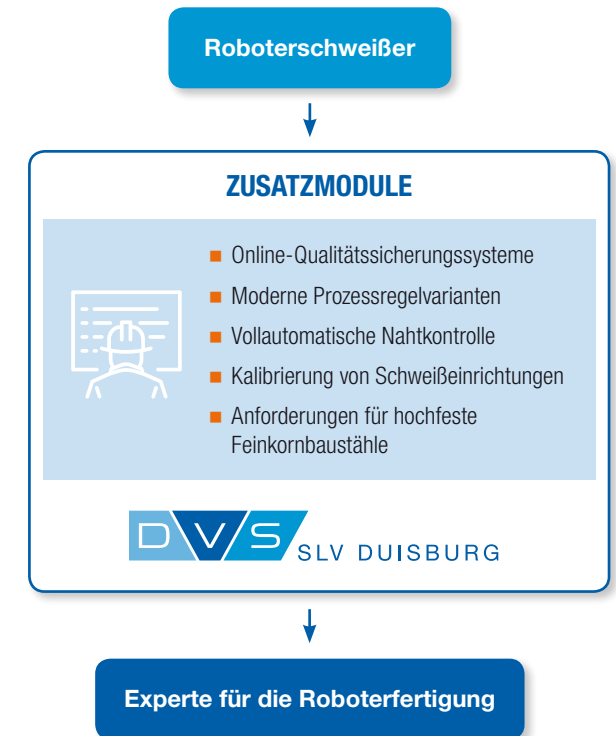 Roboterschweißer
ZUSATZMODULE
Online-Qualitätssicherungssysteme
Moderne Prozessregelvarianten
Vollautomatische Nahtkontrolle
Kalibrierung von Schweißeinrichtungen
Anforderungen für hochfeste
Feinkornbaustähle
DVS
SLV DUISBURG
Experte für die Roboterfertigung